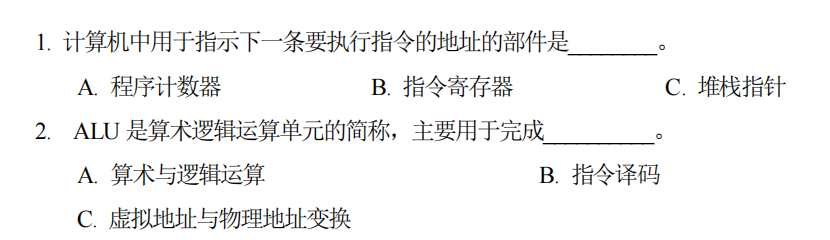 1. 计算机中用于指示下一条要执行指令的地址的部件是________。
A. 程序计数器 B. 指令寄存器 C. 堆栈指针
2. ALU 是算术逻辑运算单元的简称，主要用于完成__________。
A. 算术与逻辑运算 B. 指令译码
C. 虚拟地址与物理地址变换